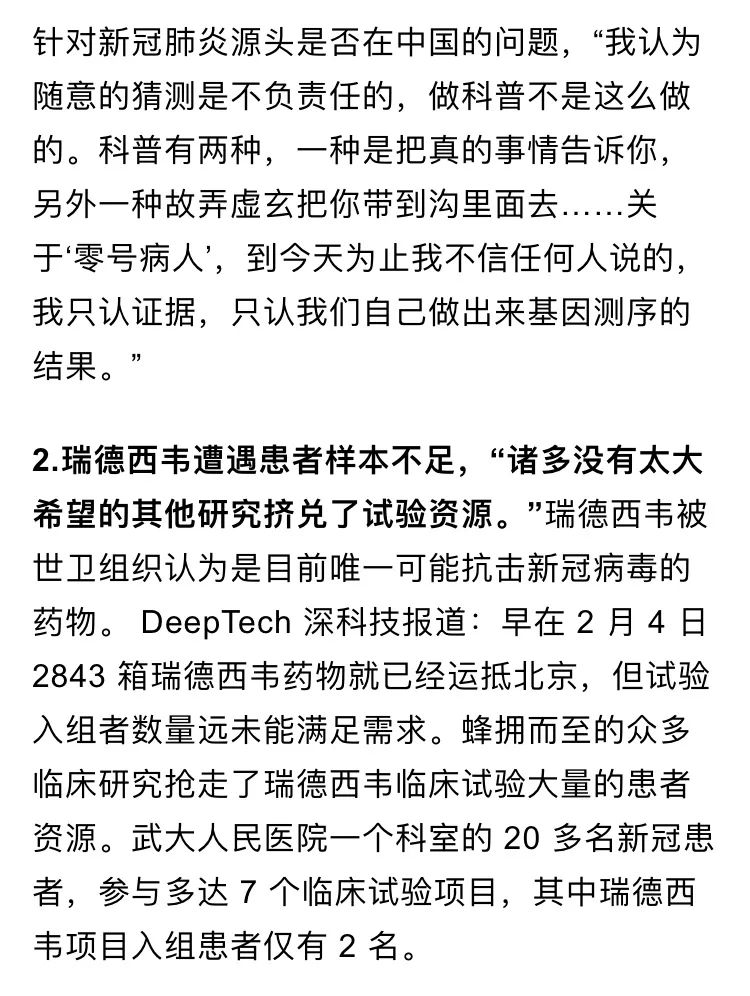 针对新冠肺炎源头是否在中国的问题，“我认为
随意的猜测是不负责任的，做科普不是这么做
的。科普有两种，一种是把真的事情告诉你，
另外一种故弄虚玄把你带到沟里面去……关
于‘零号病人’，到今天为止我不信任何人说的，
我只认证据，只认我们自己做出来基因测序的
结果。”
2.瑞德西韦遭遇患者样本不足，“诸多没有太大
希望的其他研究挤兑了试验资源。”瑞德西韦被
世卫组织认为是目前唯一可能抗击新冠病毒的
药物。 DeepTech 深科技报道：早在 2 月 4 日
2843 箱瑞德西韦药物就已经运抵北京，但试验
入组者数量远未能满足需求。蜂拥而至的众多
临床研究抢走了瑞德西韦临床试验大量的患者
资源。武大人民医院一个科室的 20 多名新冠患
者，参与多达 7 个临床试验项目，其中瑞德西
韦项目入组患者仅有 2 名。